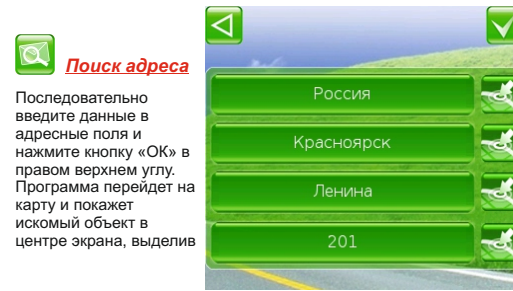 Поиск адреса
Последовательно
введите данные в
адресные поля и
нажмите кнопку «ОК» в
правом верхнем углу.
Программа перейдет на
карту и покажет
искомый объект в
центре экрана, выделив
Россия
Красноярск
Ленина
201